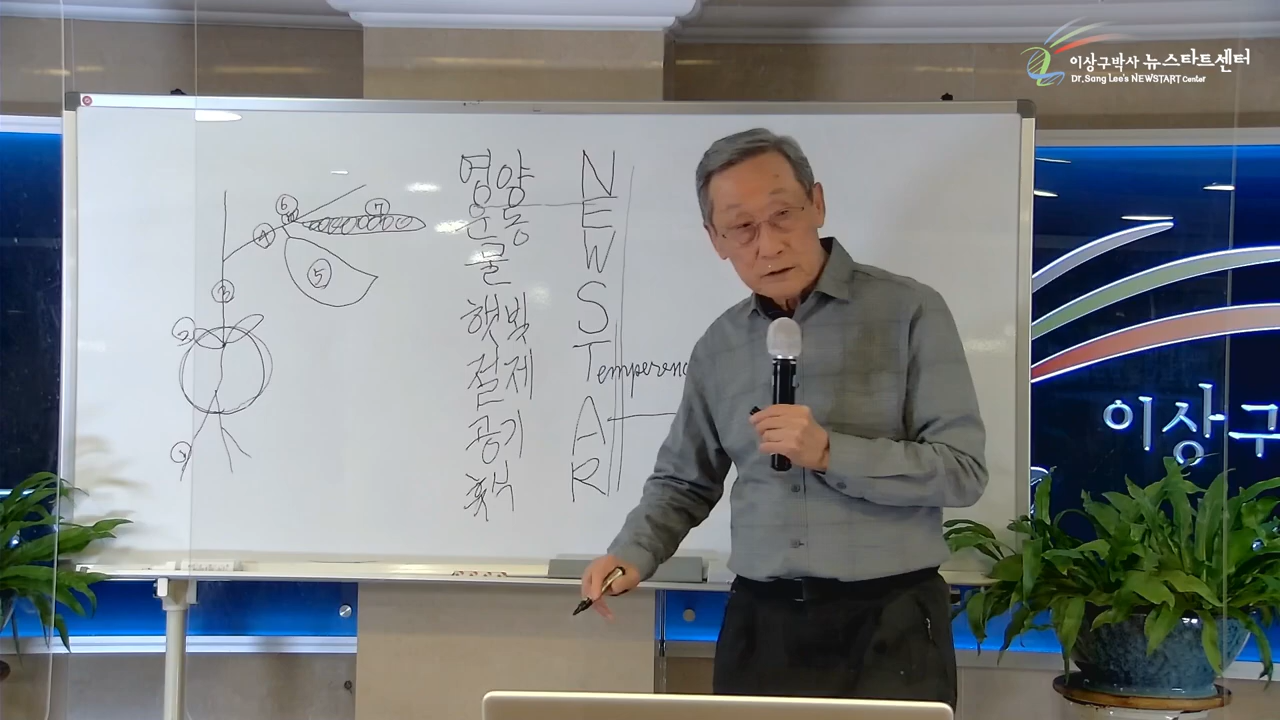 이상구박사 뉴스타트센터
Dr. Sang Lee's NEWSTART Center
영양 N
운동 E
물 W
햇빛 S
절제 Temperenc
공기 A
휴식 R
⑥ ⑦
④
⑤
③
②
①
이상구